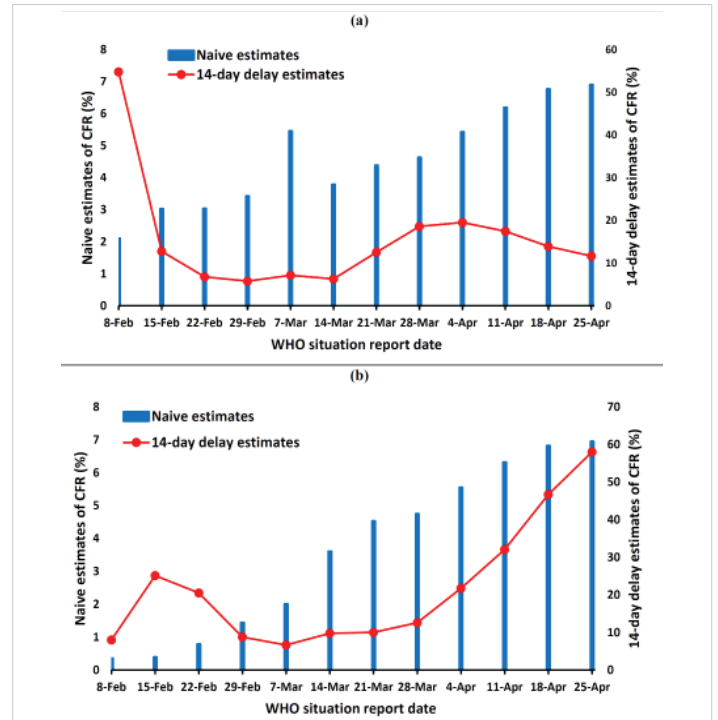 (a)
Naive estimates
14-day delay estimates
Naive estimates of CFR (%)
14-day delay estimates of CFR (%)
8
7
6
5
4
3
2
1
0
60
50
40
30
20
10
0
8-Feb 15-Feb 22-Feb 29-Feb 7-Mar 14-Mar 21-Mar 28-Mar 4-Apr 11-Apr 18-Apr 25-Apr
WHO situation report date
(b)
Naive estimates
14-day delay estimates
Naive estimates of CFR (%)
14-day delay estimates of CFR (%)
8
7
6
5
4
3
2
1
0
70
60
50
40
30
20
10
0
8-Feb 15-Feb 22-Feb 29-Feb 7-Mar 14-Mar 21-Mar 28-Mar 4-Apr 11-Apr 18-Apr 25-Apr
WHO situation report date